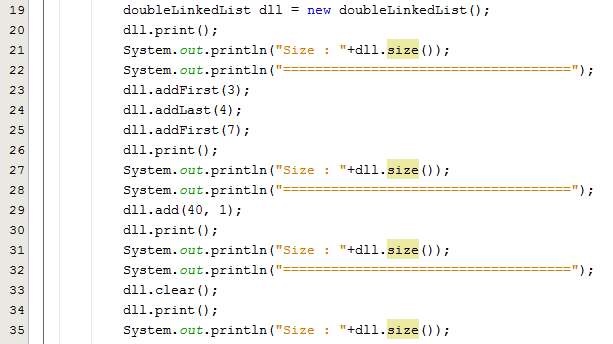 19 doubleLinkedList dll = new doubleLinkedList();
20 dll.print();
21 System.out.println("Size : "+dll.size());
22 System.out.println("====================================");
23 dll.addFirst(3);
24 dll.addLast(4);
25 dll.addFirst(7);
26 dll.print();
27 System.out.println("Size : "+dll.size());
28 System.out.println("====================================");
29 dll.add(40, 1);
30 dll.print();
31 System.out.println("Size : "+dll.size());
32 System.out.println("====================================");
33 dll.clear();
34 dll.print();
35 System.out.println("Size : "+dll.size());